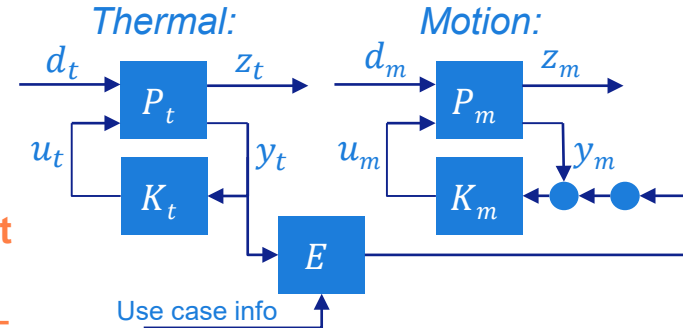 Thermal:
Motion:
d_t
z_t
d_m
z_m
P_t
P_m
u_t
y_t
u_m
y_m
K_t
K_m
t
E
Use case info